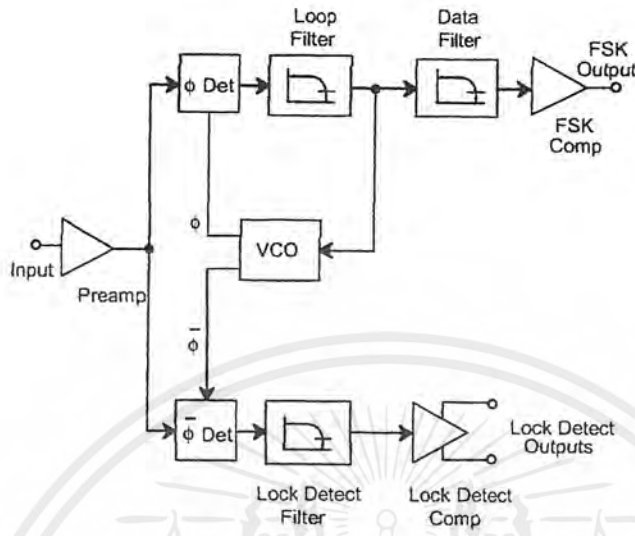 Loop
Filter
Data
Filter
FSK
Output
ϕ Det
FSK
Comp
ϕ
VCO
Input
Preamp
ϕ̅
ϕ̅ Det
Lock Detect
Outputs
Lock Detect
Filter
Lock Detect
Comp